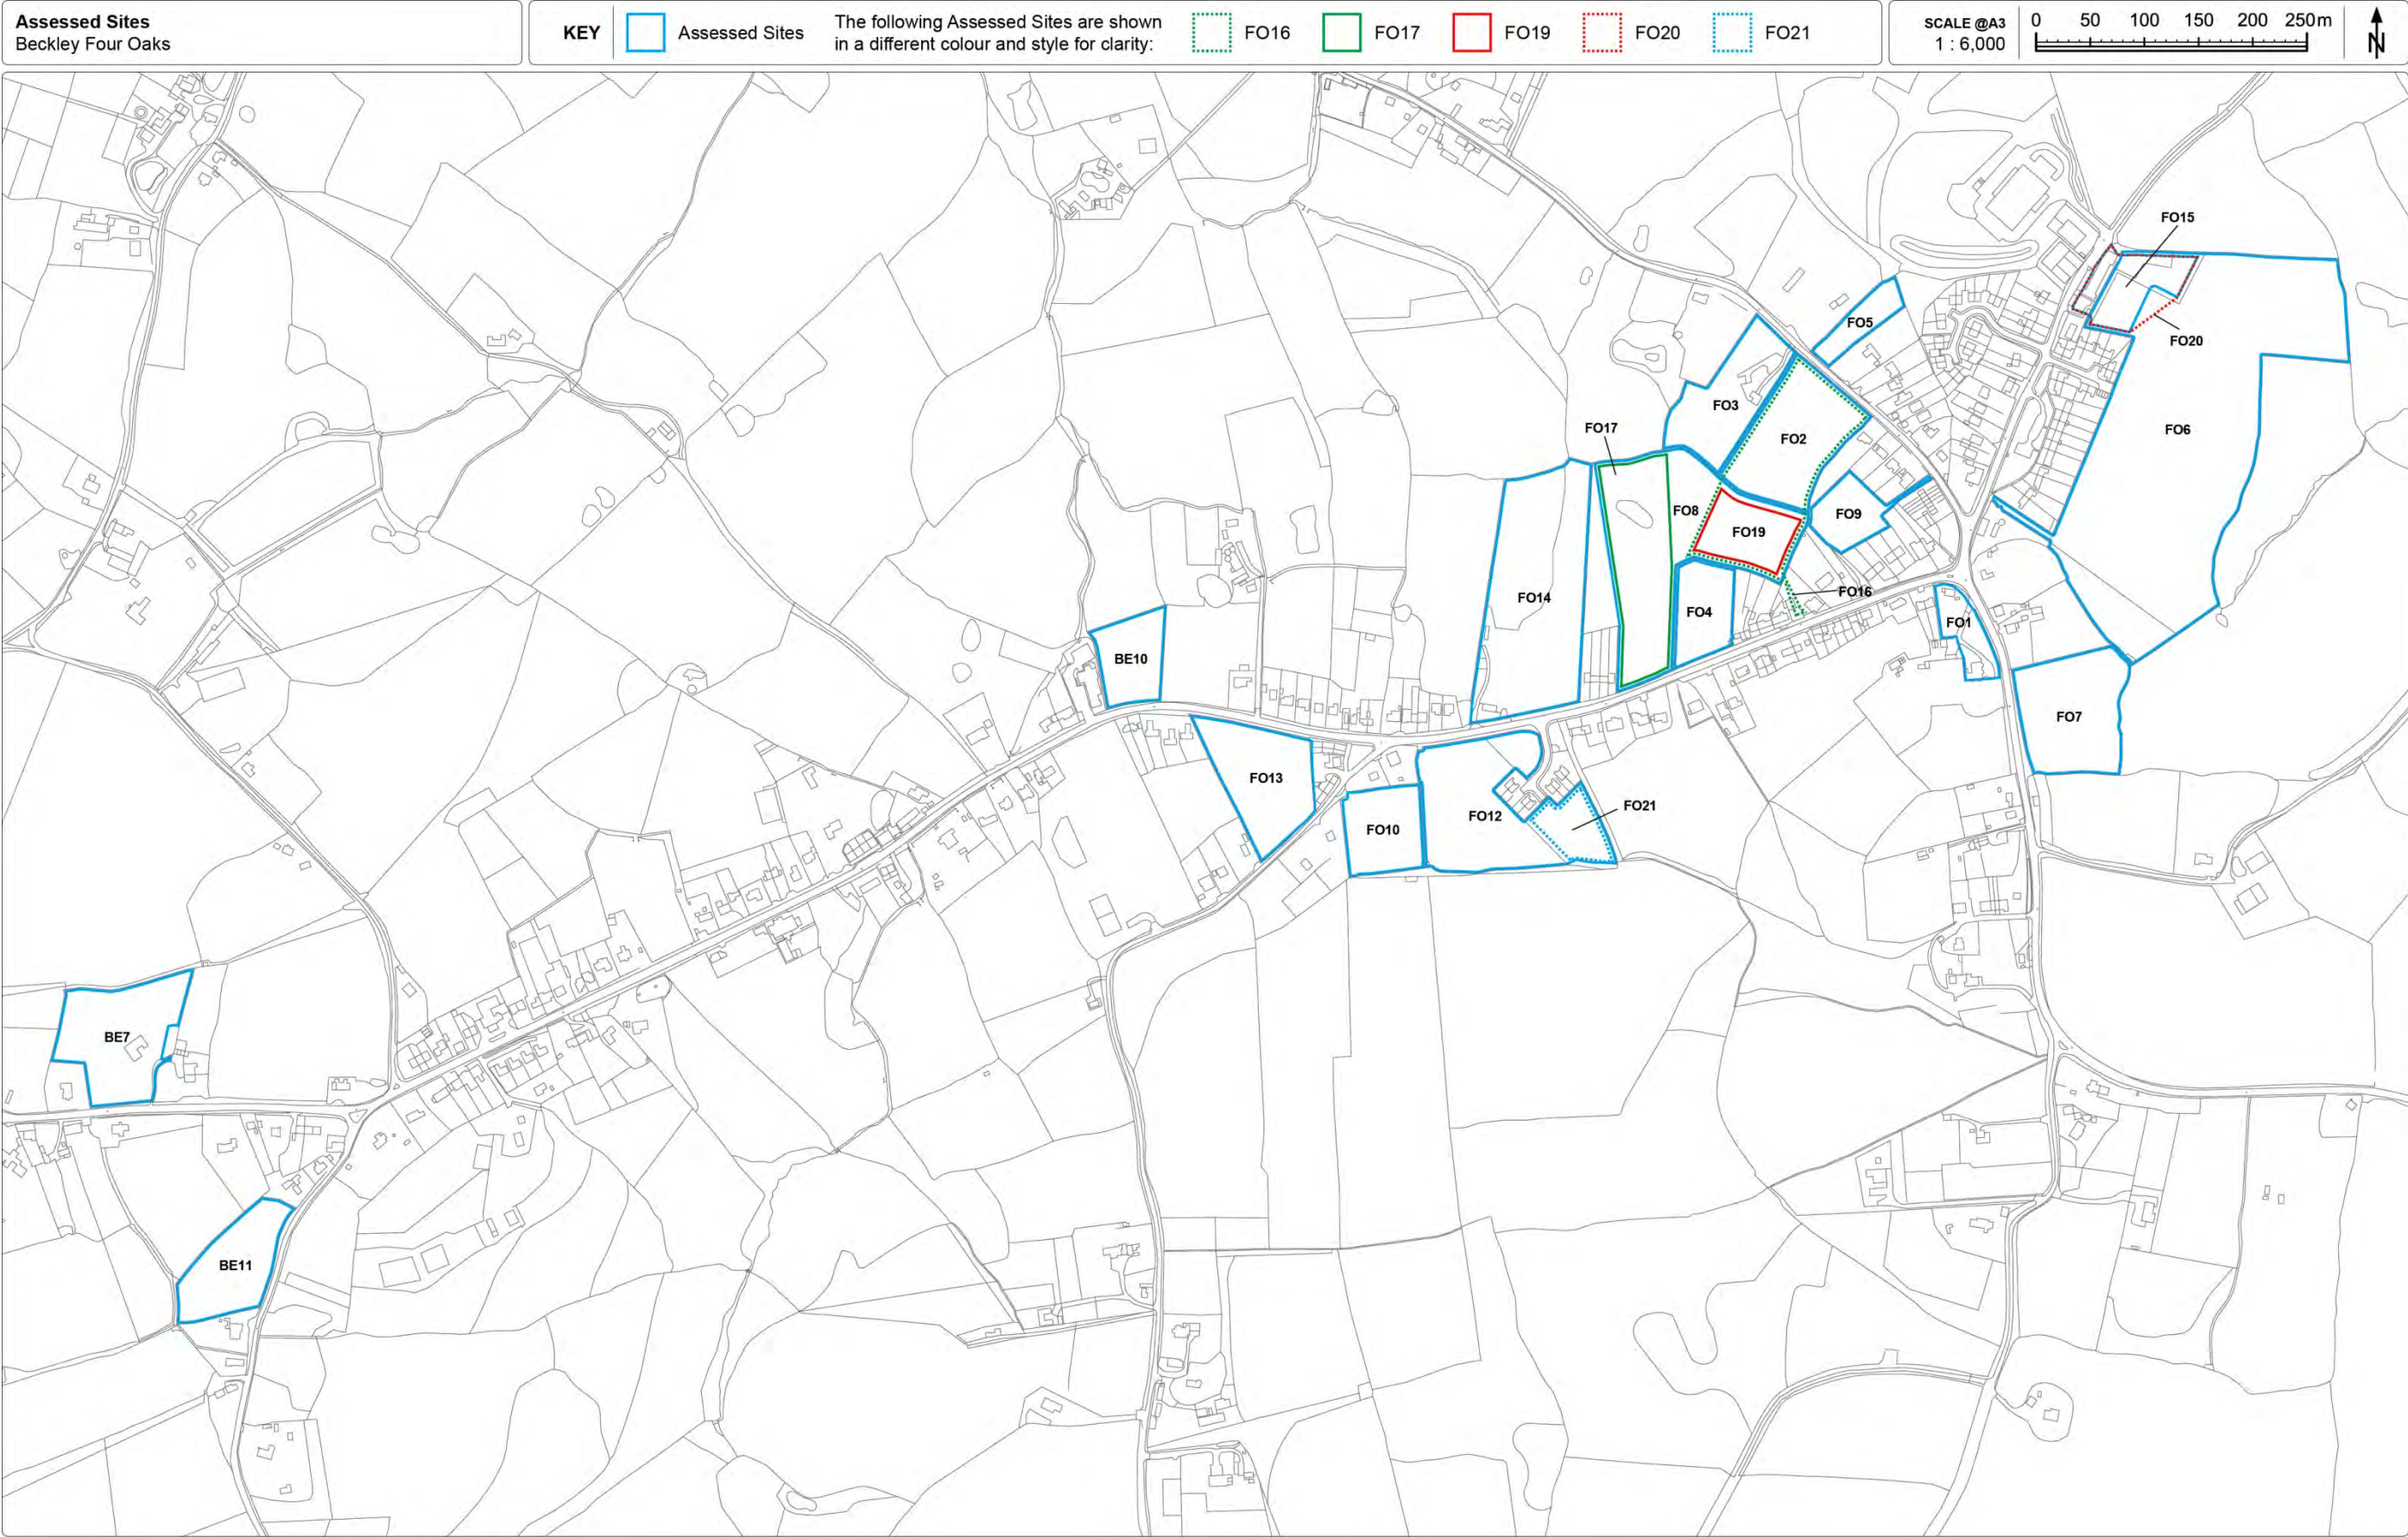 Assessed Sites
Beckley Four Oaks
KEY
Assessed Sites
The following Assessed Sites are shown
in a different colour and style for clarity:
FO16
FO17
FO19
FO20
FO21
SCALE @A3
1 : 6,000
0 50 100 150 200 250m
N
FO15
FO5
FO20
FO3
FO17
FO2
FO6
FO8
FO9
FO19
FO14
FO16
FO4
FO1
BE10
FO7
FO13
FO21
FO12
FO10
BE7
BE11